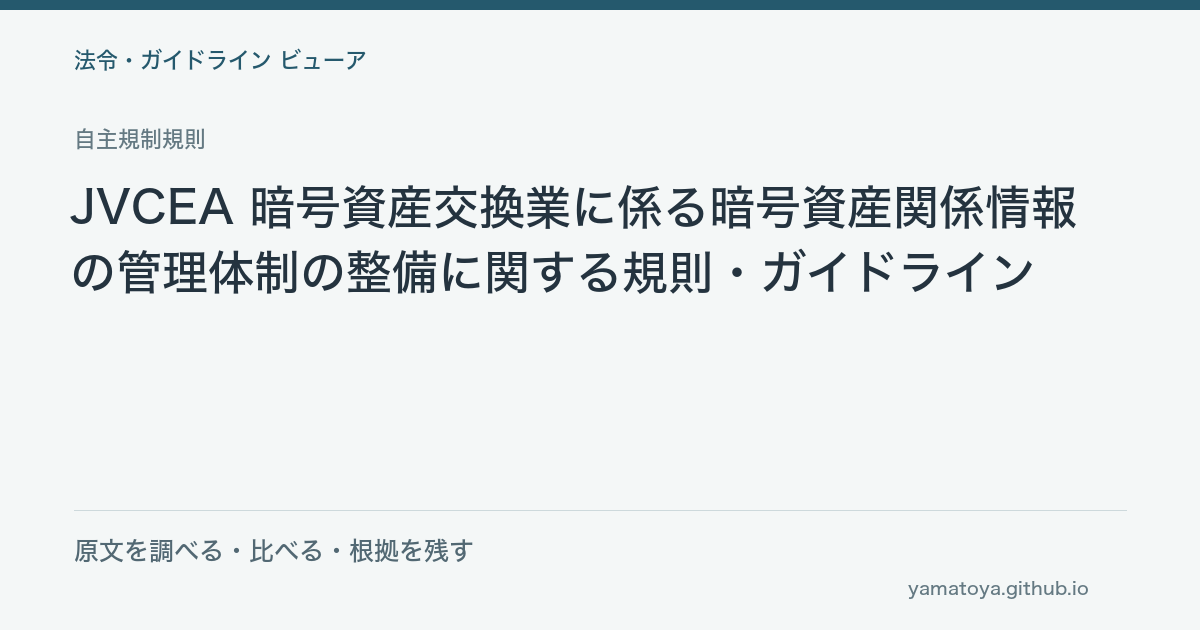 法令・ガイドライン ビューア
自主規制規則
JVCEA 暗号資産交換業に係る暗号資産関係情報
の管理体制の整備に関する規則・ガイドライン
原文を調べる・比べる・根拠を残す
yamatoya.github.io